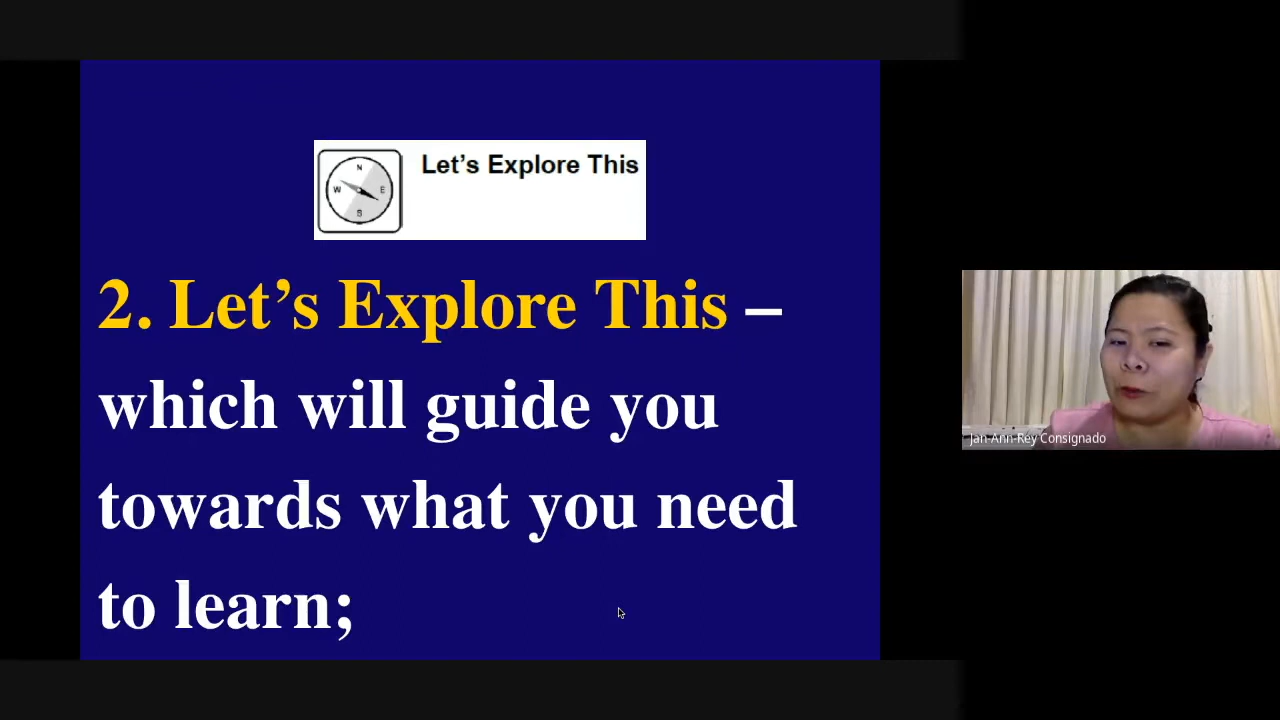 Let's Explore This
N
W
E
S
2. Let’s Explore This –
which will guide you
towards what you need
to learn;
Jan-Ann-Rey Consignado